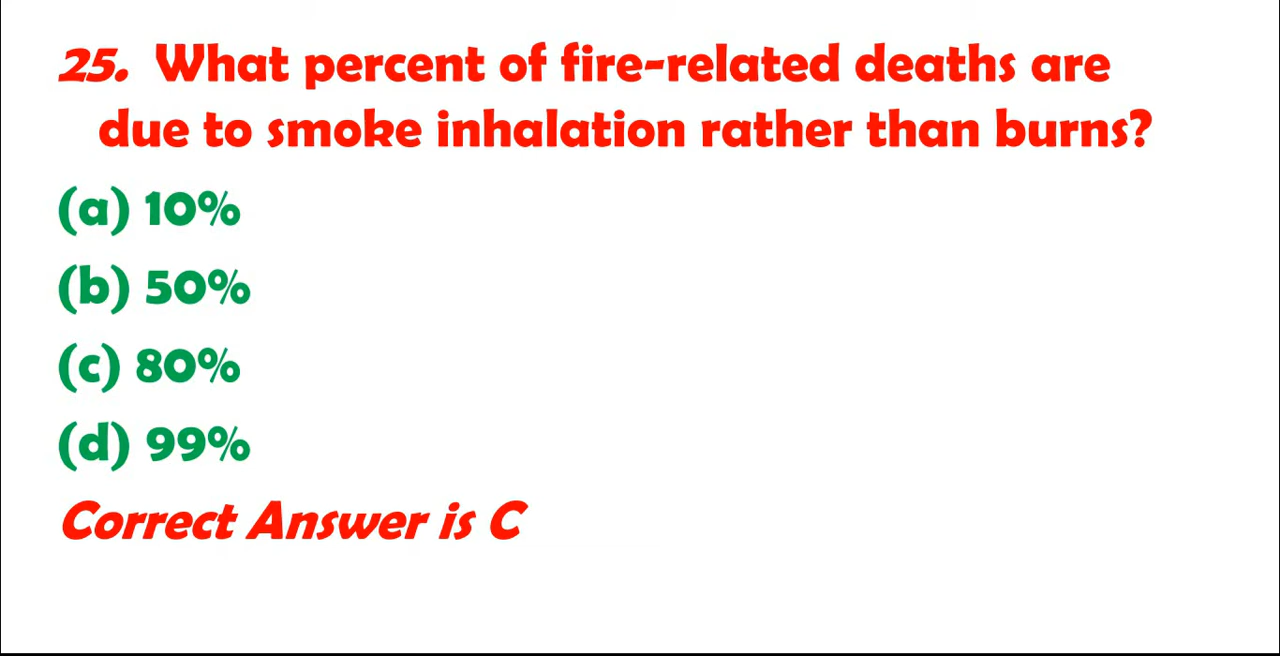 25. What percent of fire-related deaths are
due to smoke inhalation rather than burns?
(a) 10%
(b) 50%
(c) 80%
(d) 99%
Correct Answer is C